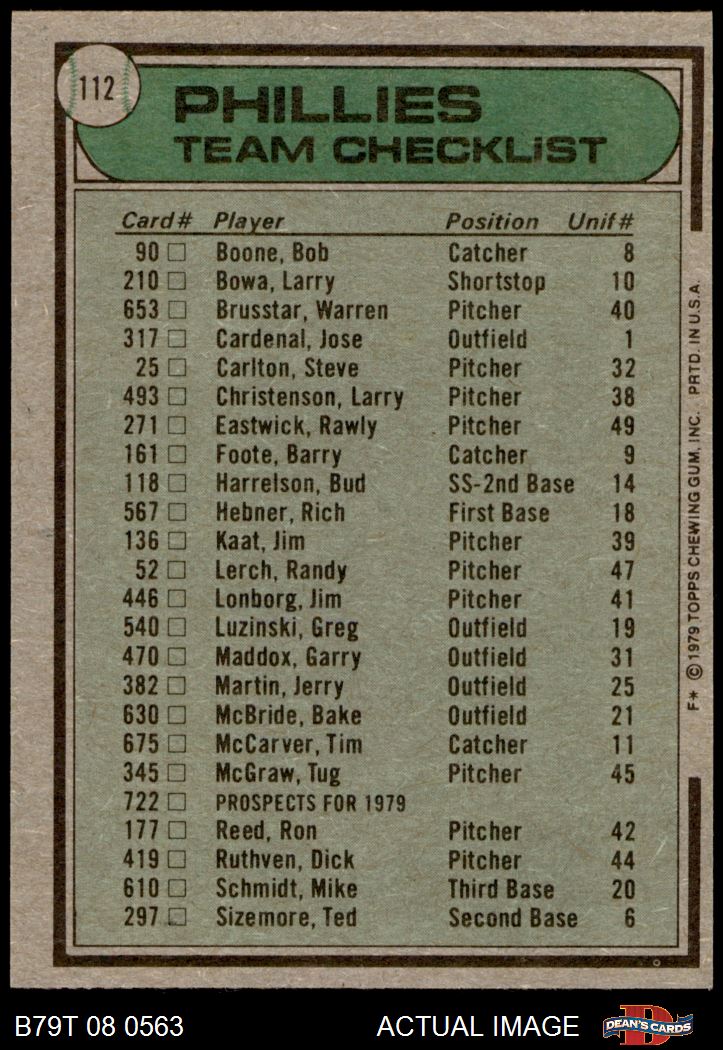 112
PHILLIES
TEAM CHECKLIST
Card# Player Position Unif#
90 Boone, Bob Catcher 8
210 Bowa, Larry Shortstop 10
653 Brusstar, Warren Pitcher 40
317 Cardenal, Jose Outfield 1
25 Carlton, Steve Pitcher 32
493 Christenson, Larry Pitcher 38
271 Eastwick, Rawly Pitcher 49
161 Foote, Barry Catcher 9
118 Harrelson, Bud SS-2nd Base 14
567 Hebner, Rich First Base 18
136 Kaat, Jim Pitcher 39
52 Lerch, Randy Pitcher 47
446 Lonborg, Jim Pitcher 41
540 Luzinski, Greg Outfield 19
470 Maddox, Garry Outfield 31
382 Martin, Jerry Outfield 25
630 McBride, Bake Outfield 21
675 McCarver, Tim Catcher 11
345 McGraw, Tug Pitcher 45
722 PROSPECTS FOR 1979
177 Reed, Ron Pitcher 42
419 Ruthven, Dick Pitcher 44
610 Schmidt, Mike Third Base 20
297 Sizemore, Ted Second Base 6
F* © 1979 TOPPS CHEWING GUM, INC. PRTD. IN U.S.A.
B79T 08 0563 ACTUAL IMAGE
D
DEAN'S CARDS